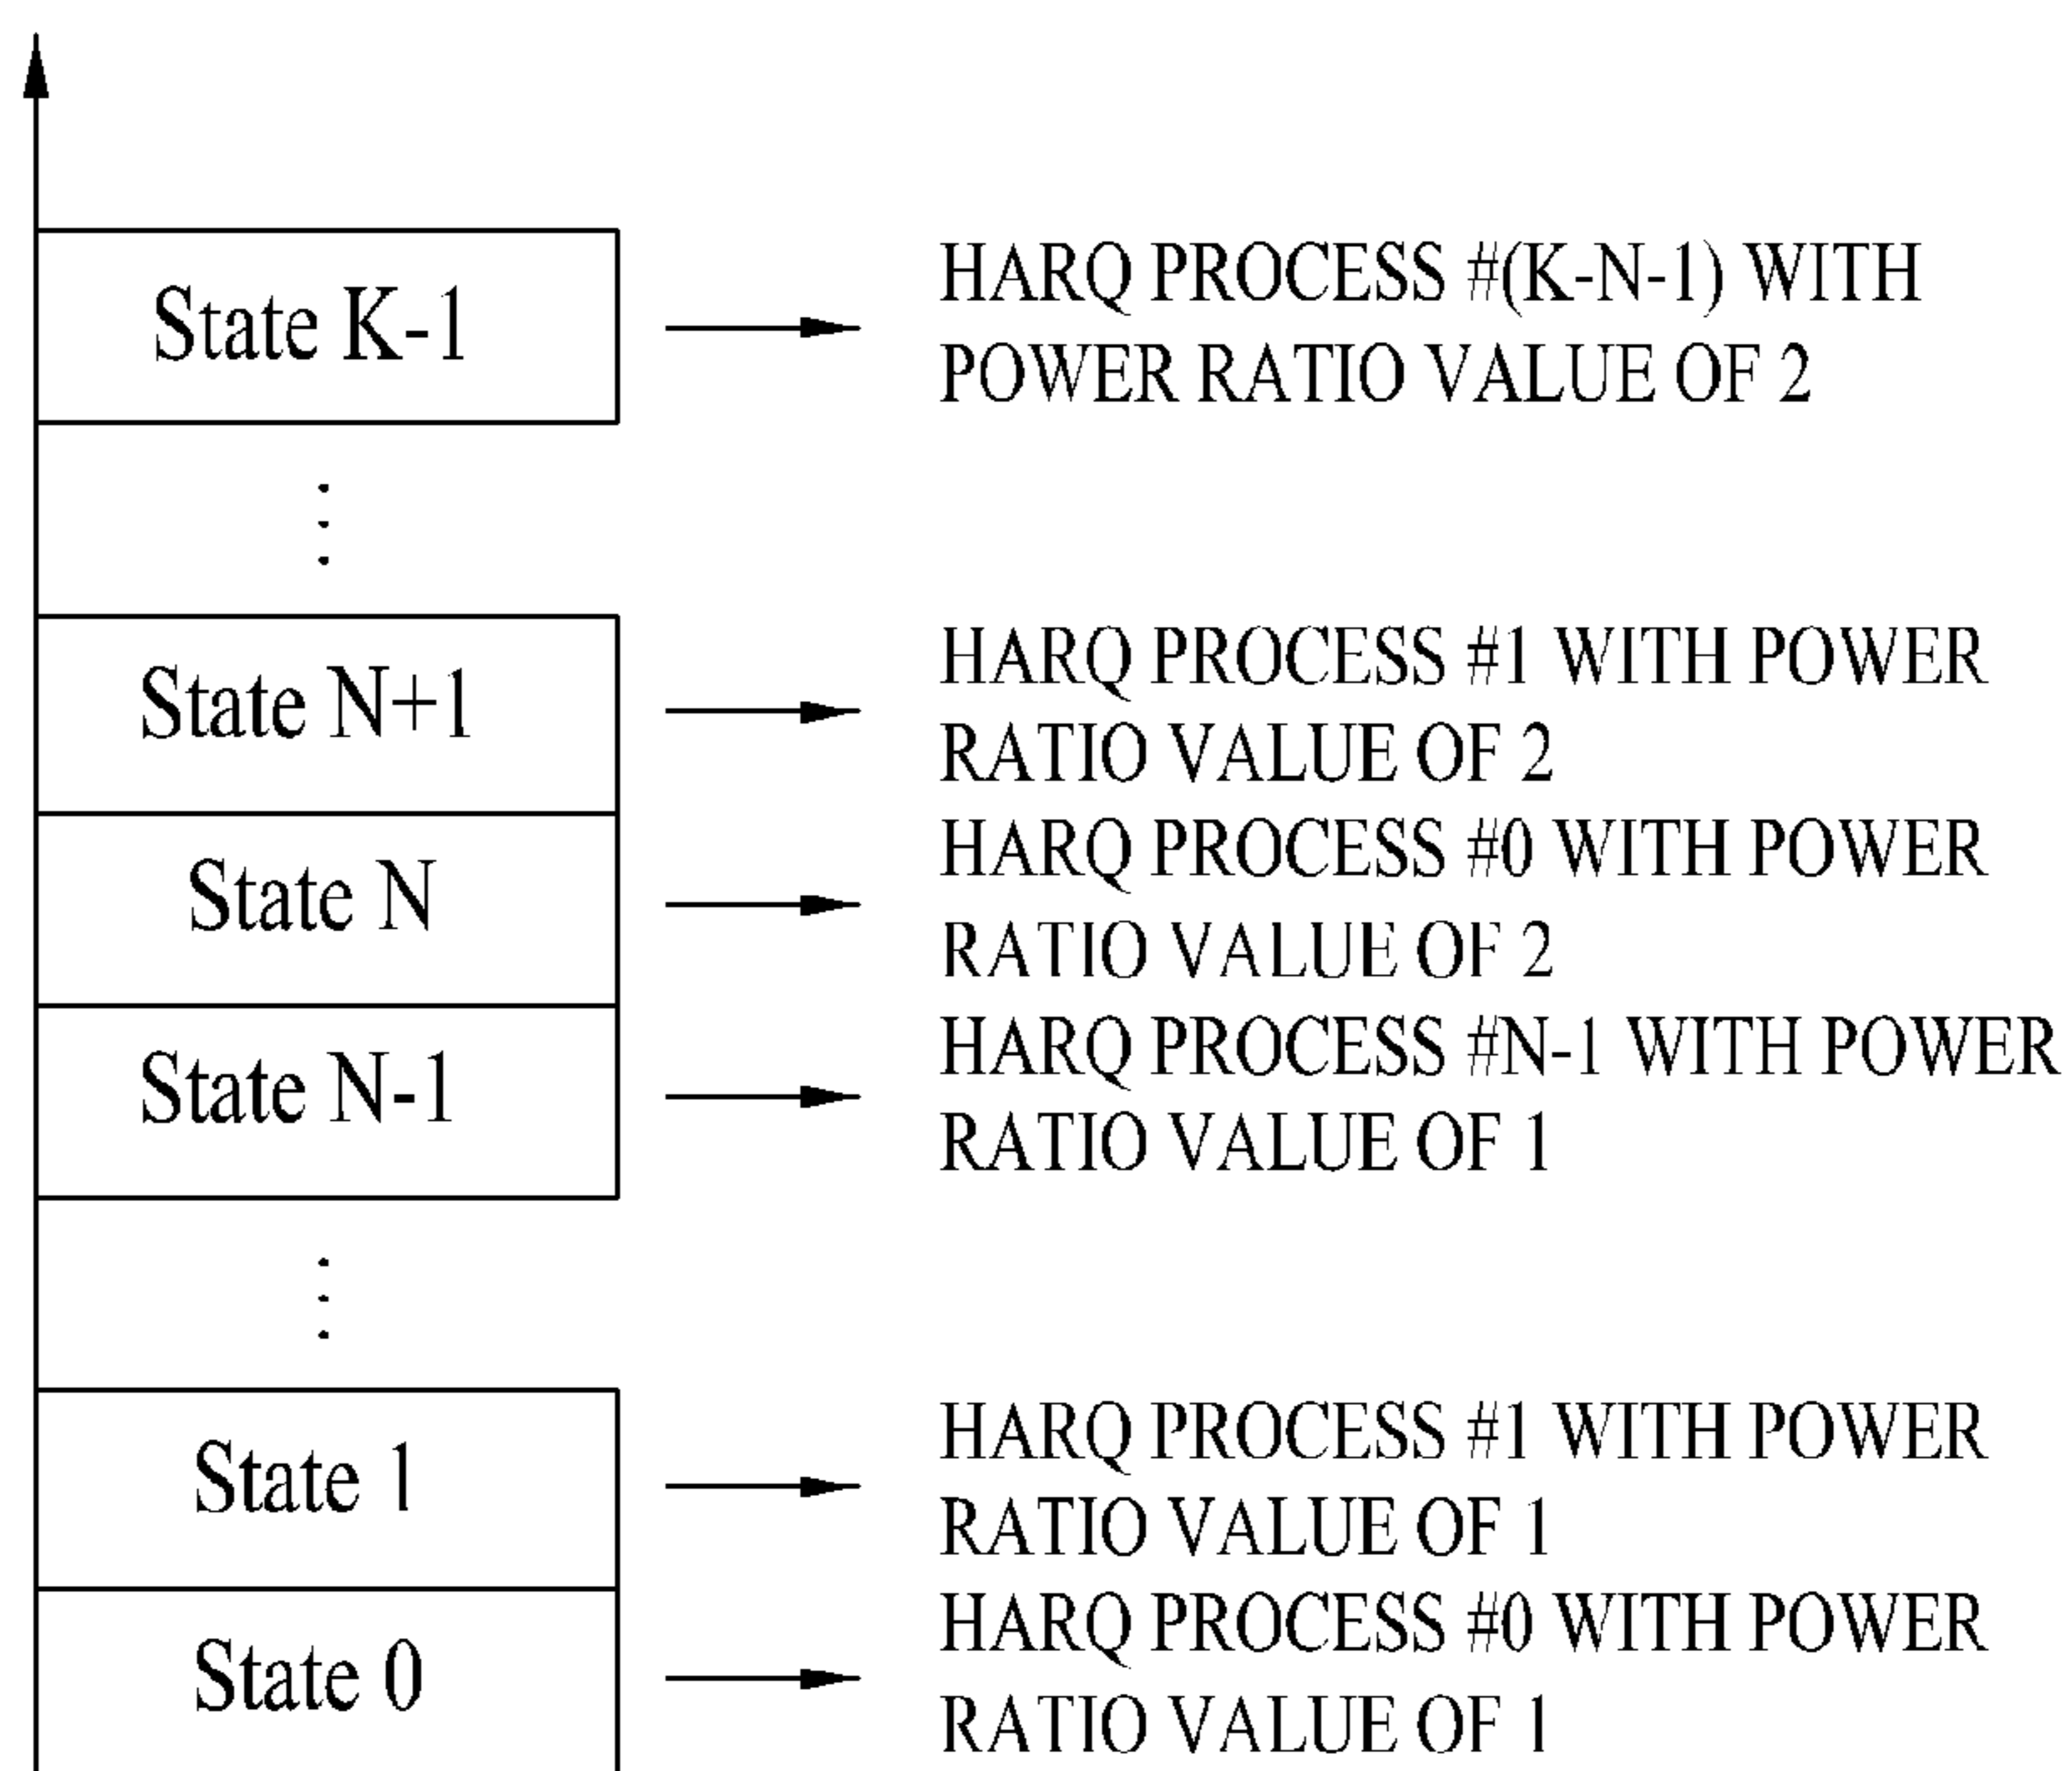 State K-1
HARQ PROCESS #(K-N-1) WITH
POWER RATIO VALUE OF 2
State N+1
HARQ PROCESS #1 WITH POWER
RATIO VALUE OF 2
State N
HARQ PROCESS #0 WITH POWER
RATIO VALUE OF 2
State N-1
HARQ PROCESS #N-1 WITH POWER
RATIO VALUE OF 1
State 1
HARQ PROCESS #1 WITH POWER
RATIO VALUE OF 1
State 0
HARQ PROCESS #0 WITH POWER
RATIO VALUE OF 1